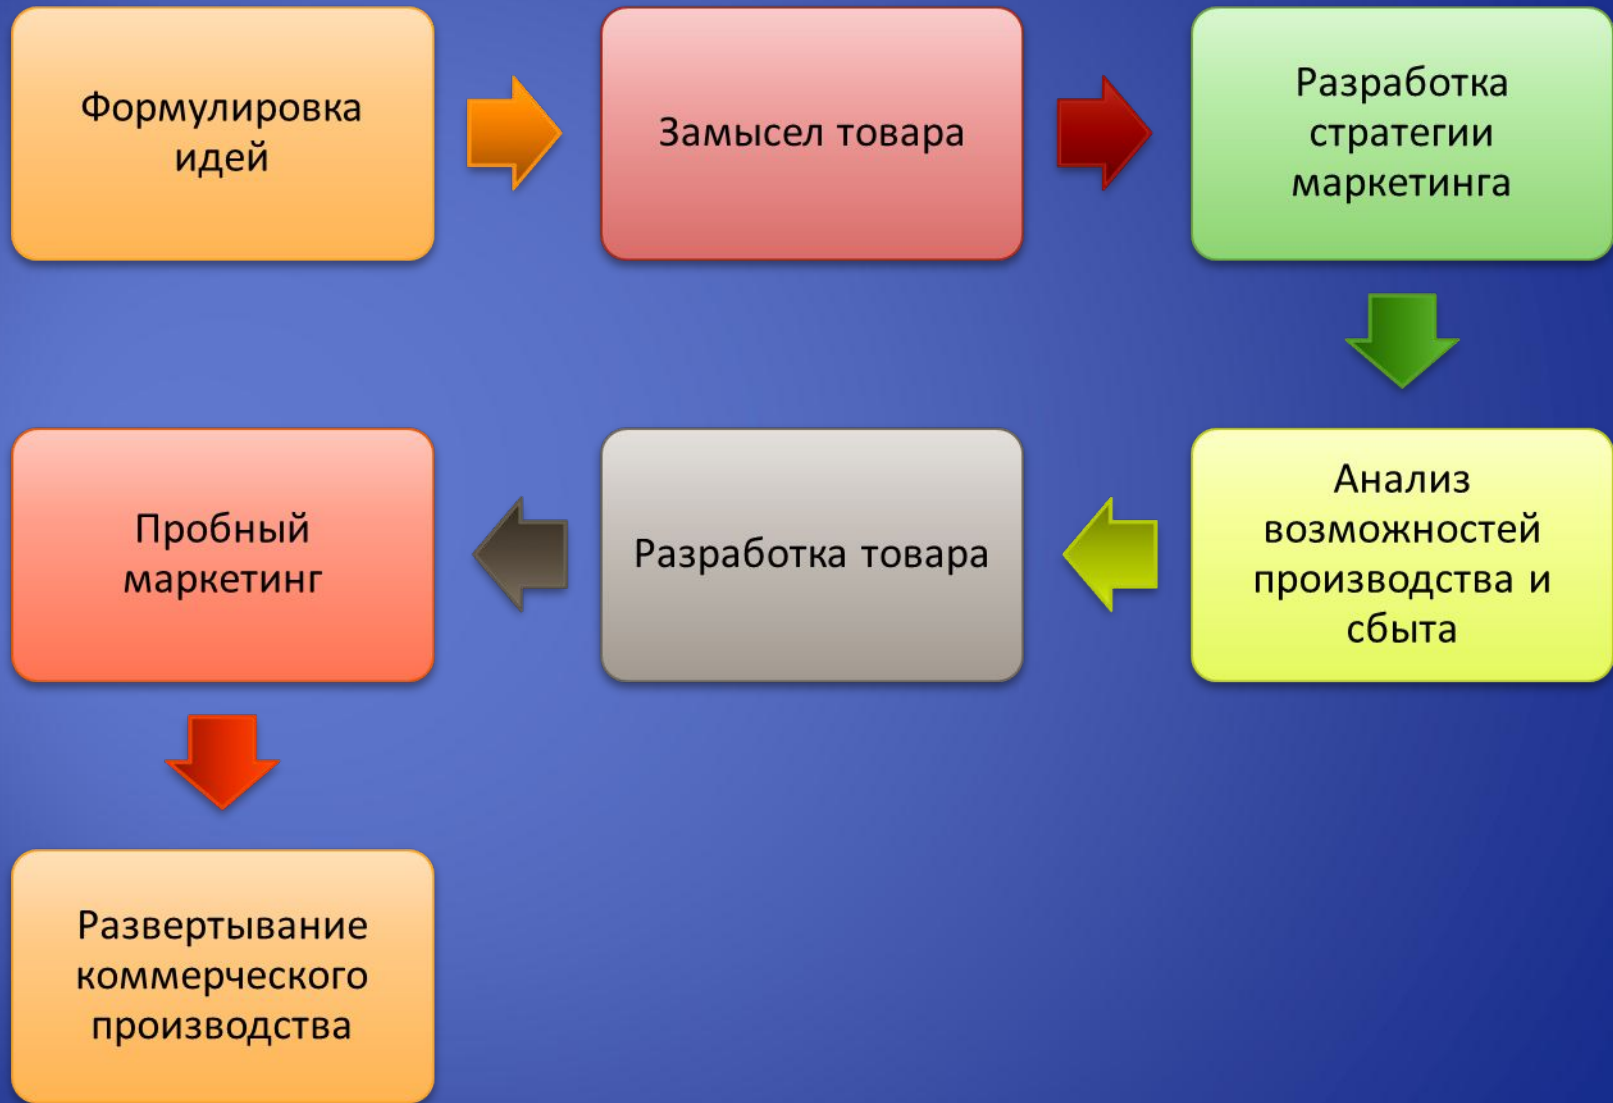 Формулировка
идей
Замысел товара
Разработка
стратегии
маркетинга
Анализ
возможностей
производства и
сбыта
Разработка товара
Пробный
маркетинг
Развертывание
коммерческого
производства